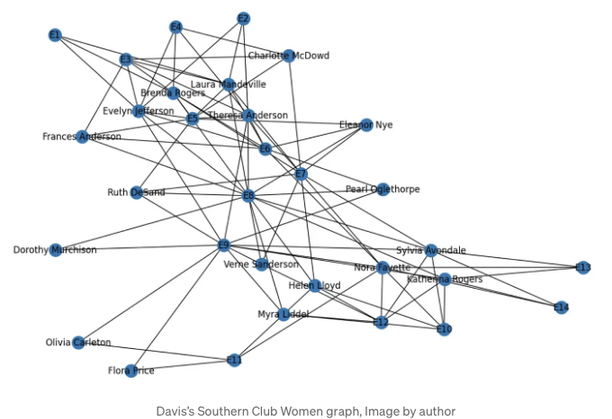 E2
E4
E1
Charlotte McDowd
E3
Laura Mandeville
Brenda Rogers
Evelyn Jefferson
Theresa Anderson
E5
Eleanor Nye
Frances Anderson
E6
E7
Pearl Oglethorpe
Ruth DeSand
E8
E9
Dorothy Murchison
Sylvia Avondale
Verne Sanderson
Nora Fayette
E13
Katherina Rogers
Helen Lloyd
E14
Myra Liddel
E12
E10
Olivia Carleton
E11
Flora Price
Davis's Southern Club Women graph, Image by author